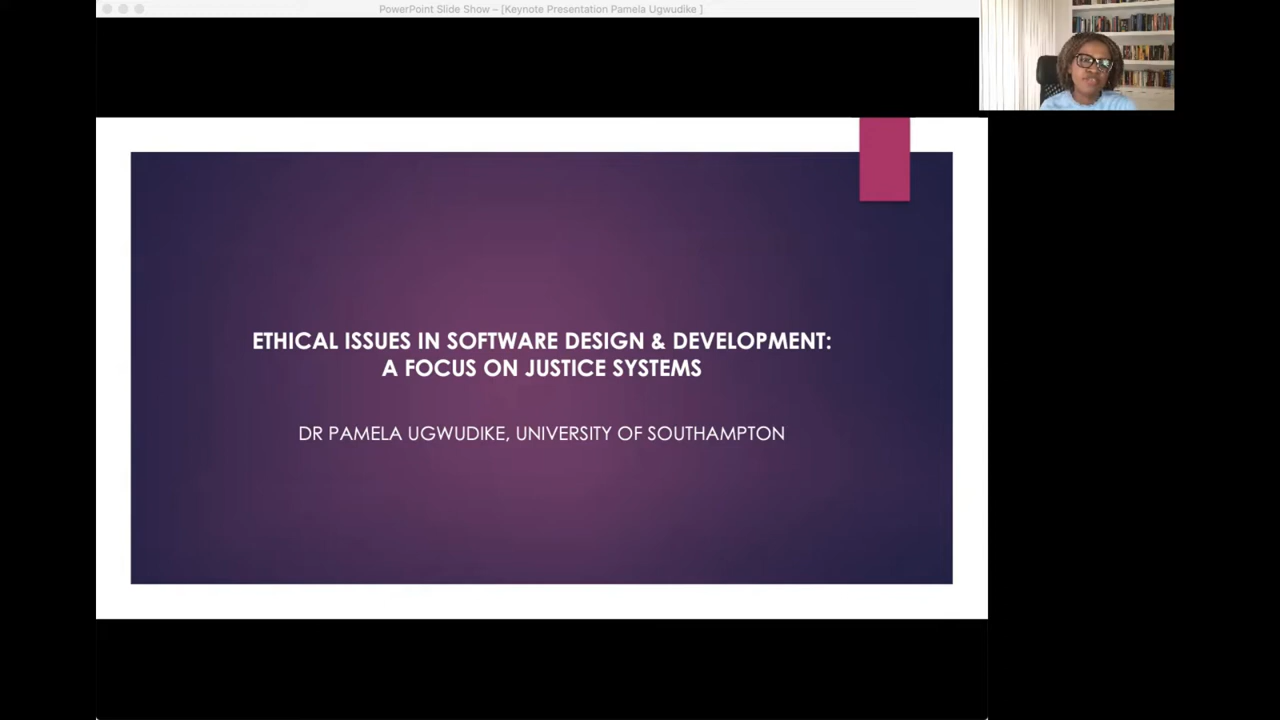 PowerPoint Slide Show – [Keynote Presentation Pamela Ugwudike ]
ETHICAL ISSUES IN SOFTWARE DESIGN & DEVELOPMENT:
A FOCUS ON JUSTICE SYSTEMS
DR PAMELA UGWUDIKE, UNIVERSITY OF SOUTHAMPTON